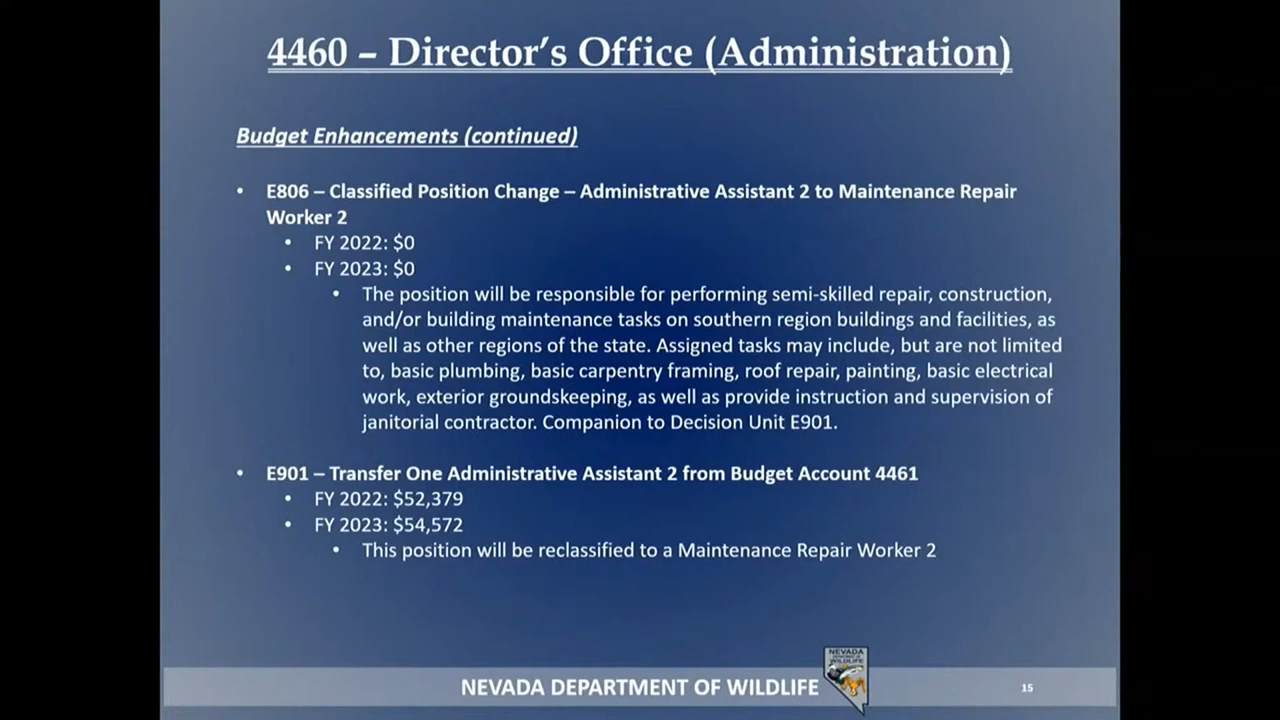 4460 – Director's Office (Administration)
Budget Enhancements (continued)
• E806 – Classified Position Change – Administrative Assistant 2 to Maintenance Repair
Worker 2
• FY 2022: $0
• FY 2023: $0
• The position will be responsible for performing semi-skilled repair, construction,
and/or building maintenance tasks on southern region buildings and facilities, as
well as other regions of the state. Assigned tasks may include, but are not limited
to, basic plumbing, basic carpentry framing, roof repair, painting, basic electrical
work, exterior groundskeeping, as well as provide instruction and supervision of
janitorial contractor. Companion to Decision Unit E901.
• E901 – Transfer One Administrative Assistant 2 from Budget Account 4461
• FY 2022: $52,379
• FY 2023: $54,572
• This position will be reclassified to a Maintenance Repair Worker 2
NEVADA
DEPARTMENT OF
WILDLIFE
NEVADA DEPARTMENT OF WILDLIFE
15